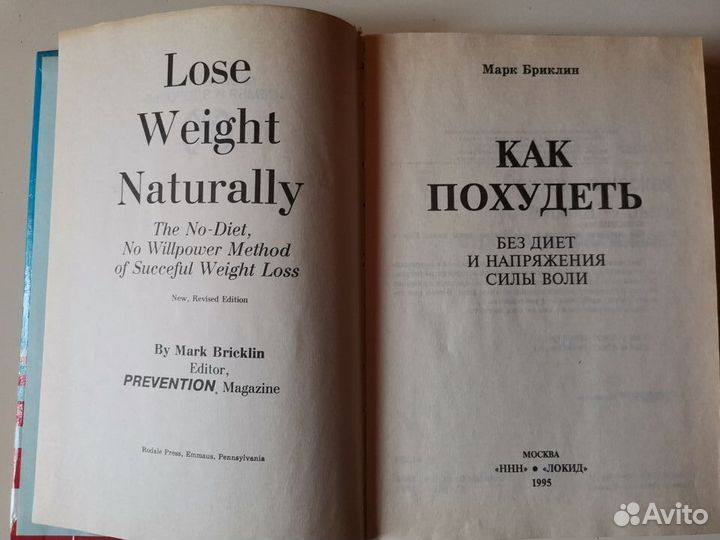 Lose
Weight
Naturally
The No-Diet,
No Willpower Method
of Succeful Weight Loss
New, Revised Edition
By Mark Bricklin
Editor,
PREVENTION® Magazine
Rodale Press, Emmaus, Pennsylvania
Марк Бриклин
КАК
ПОХУДЕТЬ
БЕЗ ДИЕТ
И НАПРЯЖЕНИЯ
СИЛЫ ВОЛИ
МОСКВА
«ННН» ● «ЛОКИД»
1995
Avito